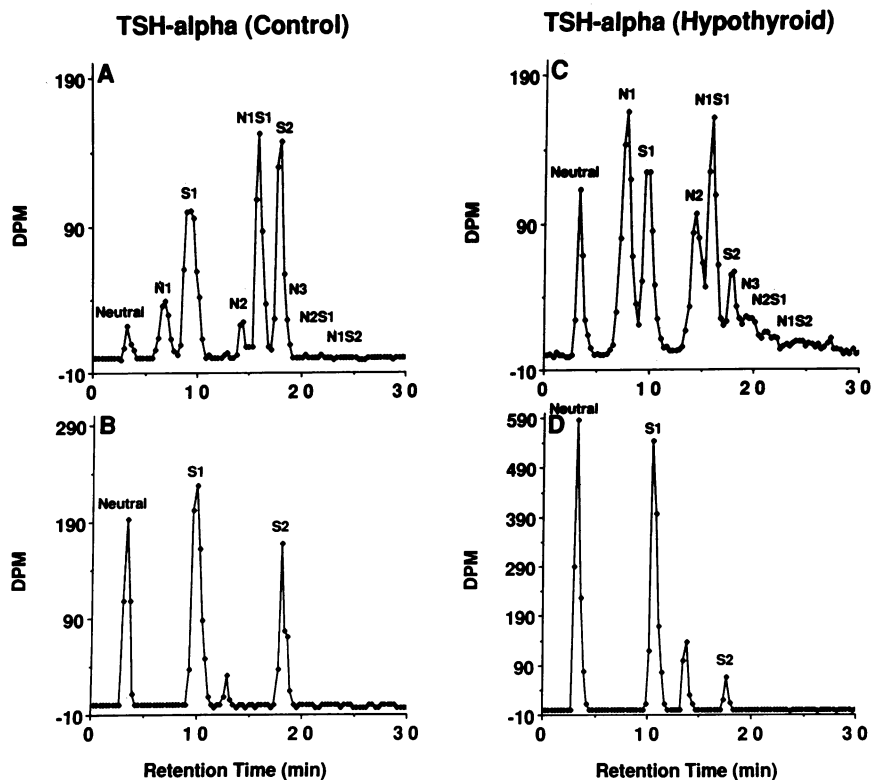 TSH-alpha (Control)
TSH-alpha (Hypothyroid)
A
190
90
-10
DPM
Neutral
N1
S1
N2
N1S1
S2
N3
N2S1
N1S2
0
10
20
30
C
190
90
-10
DPM
Neutral
N1
S1
N2
N1S1
S2
N3
N2S1
N1S2
0
10
20
30
B
290
190
90
-10
DPM
Neutral
S1
S2
0
10
20
30
Retention Time (min)
D
590
490
390
290
190
90
-10
DPM
Neutral
S1
S2
0
10
20
30
Retention Time (min)